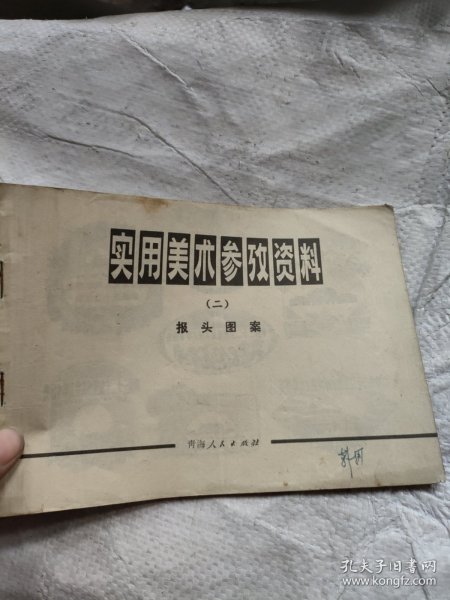 实用美术参攷资料
（二）
报头图案
青海人民出版社
孔夫子旧书网
www.kongfz.com